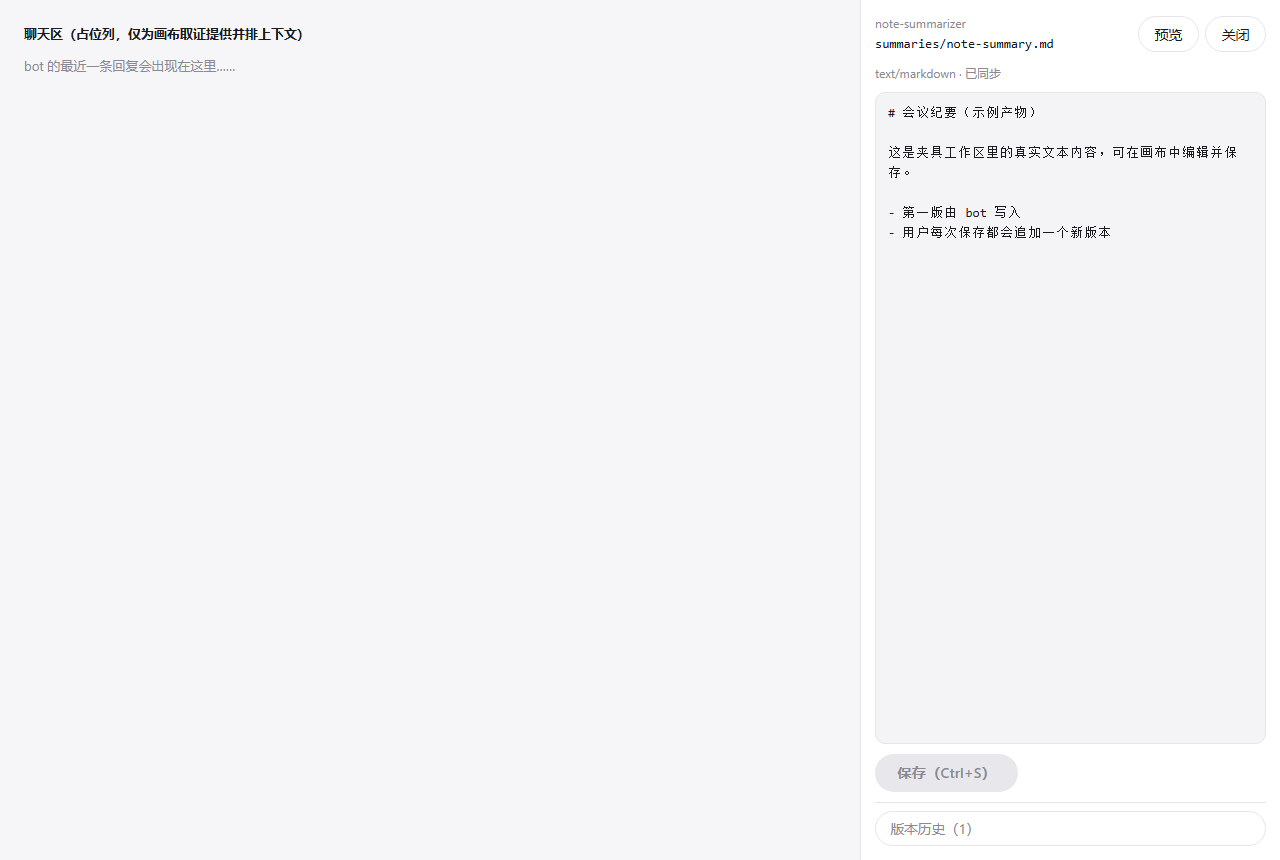 聊天区（占位列，仅为画布取证提供并排上下文）
bot 的最近一条回复会出现在这里……
note-summarizer
summaries/note-summary.md
预览
关闭
text/markdown · 已同步
# 会议纪要（示例产物）
这是夹具工作区里的真实文本内容，可在画布中编辑并保
存。
- 第一版由 bot 写入
- 用户每次保存都会追加一个新版本
保存（Ctrl+S）
版本历史（1）